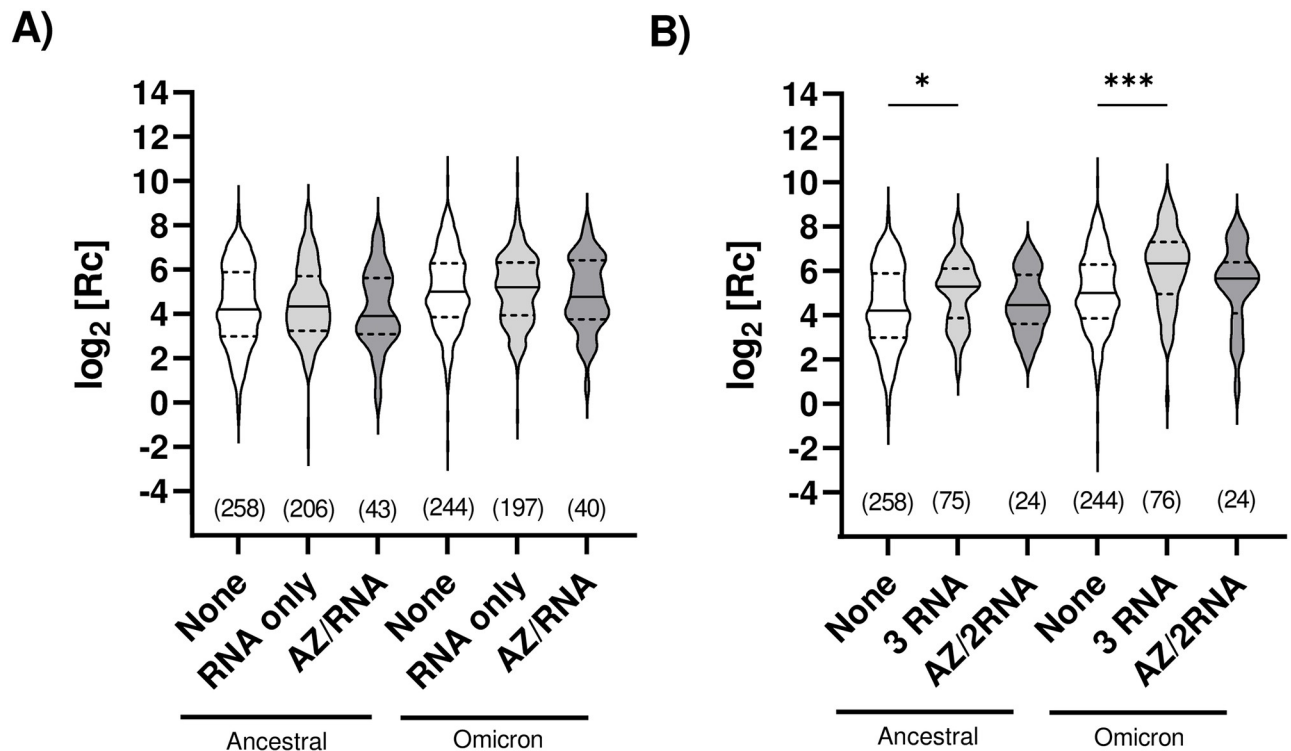 A)
log2 [Rc]
14
12
10
8
6
4
2
0
-2
-4
(258) (206) (43) (244) (197) (40)
None RNA only AZ/RNA None RNA only AZ/RNA
Ancestral Omicron
B)
* ***
log2 [Rc]
14
12
10
8
6
4
2
0
-2
-4
(258) (75) (24) (244) (76) (24)
None 3 RNA AZ/2RNA None 3 RNA AZ/2RNA
Ancestral Omicron